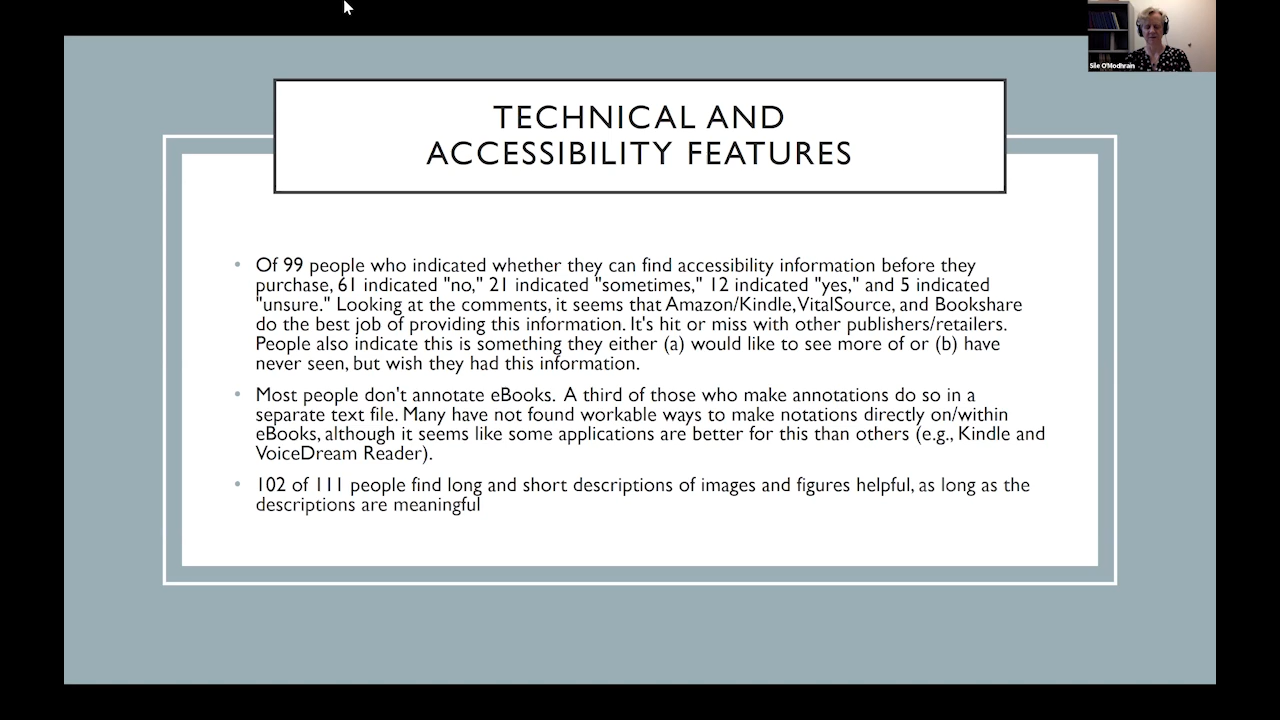 Sile O'Modhrain
TECHNICAL AND
ACCESSIBILITY FEATURES
• Of 99 people who indicated whether they can find accessibility information before they
purchase, 61 indicated "no," 21 indicated "sometimes," 12 indicated "yes," and 5 indicated
"unsure." Looking at the comments, it seems that Amazon/Kindle, VitalSource, and Bookshare
do the best job of providing this information. It's hit or miss with other publishers/retailers.
People also indicate this is something they either (a) would like to see more of or (b) have
never seen, but wish they had this information.
• Most people don't annotate eBooks. A third of those who make annotations do so in a
separate text file. Many have not found workable ways to make notations directly on/within
eBooks, although it seems like some applications are better for this than others (e.g., Kindle and
VoiceDream Reader).
• 102 of 111 people find long and short descriptions of images and figures helpful, as long as the
descriptions are meaningful